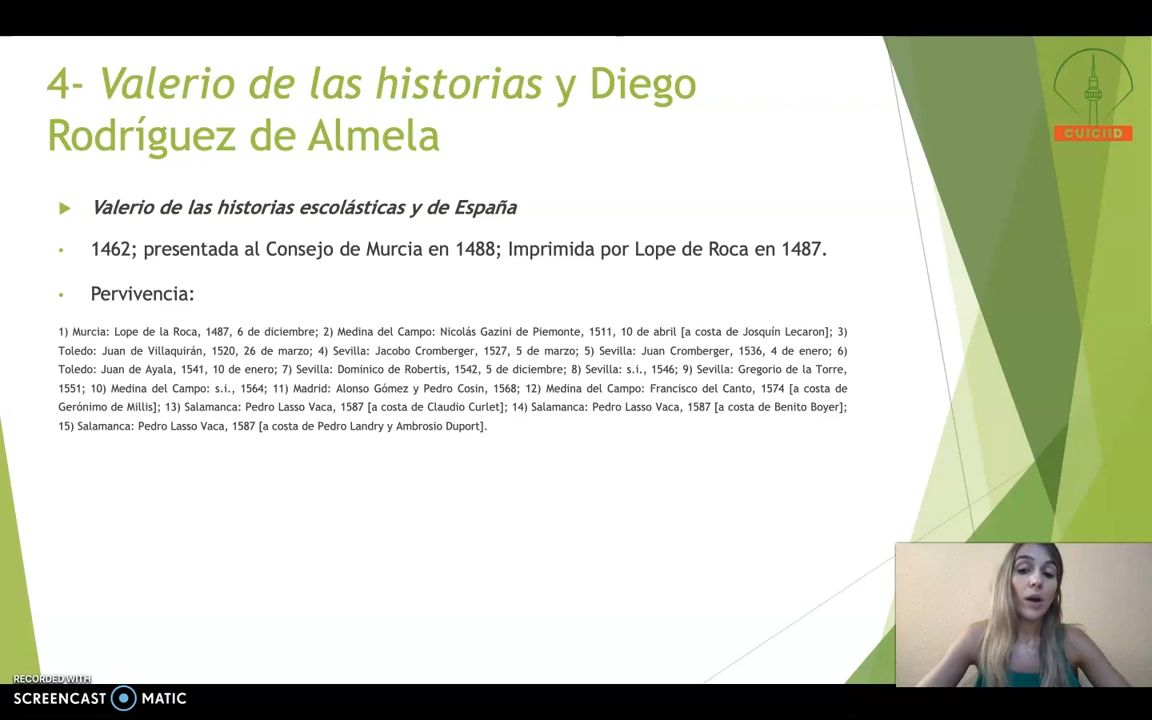 4- Valerio de las historias y Diego
Rodríguez de Almela
CUICIID
Valerio de las historias escolásticas y de España
1462; presentada al Consejo de Murcia en 1488; Imprimida por Lope de Roca en 1487.
Pervivencia:
1) Murcia: Lope de la Roca, 1487, 6 de diciembre; 2) Medina del Campo: Nicolás Gazini de Piemonte, 1511, 10 de abril [a costa de Josquín Lecaron]; 3)
Toledo: Juan de Villaquirán, 1520, 26 de marzo; 4) Sevilla: Jacobo Cromberger, 1527, 5 de marzo; 5) Sevilla: Juan Cromberger, 1536, 4 de enero; 6)
Toledo: Juan de Ayala, 1541, 10 de enero; 7) Sevilla: Dominico de Robertis, 1542, 5 de diciembre; 8) Sevilla: s.i., 1546; 9) Sevilla: Gregorio de la Torre,
1551; 10) Medina del Campo: s.i., 1564; 11) Madrid: Alonso Gómez y Pedro Cosin, 1568; 12) Medina del Campo: Francisco del Canto, 1574 [a costa de
Gerónimo de Millis]; 13) Salamanca: Pedro Lasso Vaca, 1587 [a costa de Claudio Curlet]; 14) Salamanca: Pedro Lasso Vaca, 1587 [a costa de Benito Boyer];
15) Salamanca: Pedro Lasso Vaca, 1587 [a costa de Pedro Landry y Ambrosio Duport].
RECORDED WITH
SCREENCAST MATIC